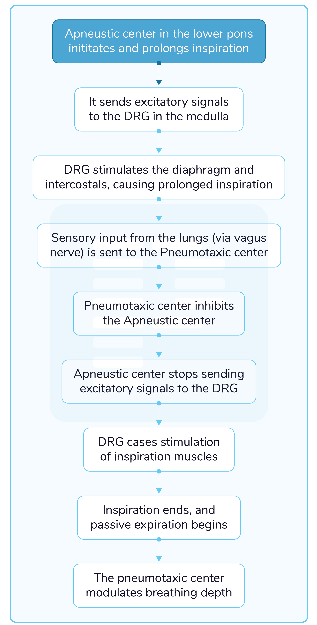 Apneustic center in the lower pons
inititates and prolongs inspiration
It sends excitatory signals
to the DRG in the medulla
DRG stimulates the diaphragm and
intercostals, causing prolonged inspiration
Sensory input from the lungs (via vagus
nerve) is sent to the Pneumotaxic center
Pneumotaxic center inhibits
the Apneustic center
Apneustic center stops sending
excitatory signals to the DRG
DRG cases stimulation
of inspiration muscles
Inspiration ends, and
passive expiration begins
The pneumotaxic center
modulates breathing depth